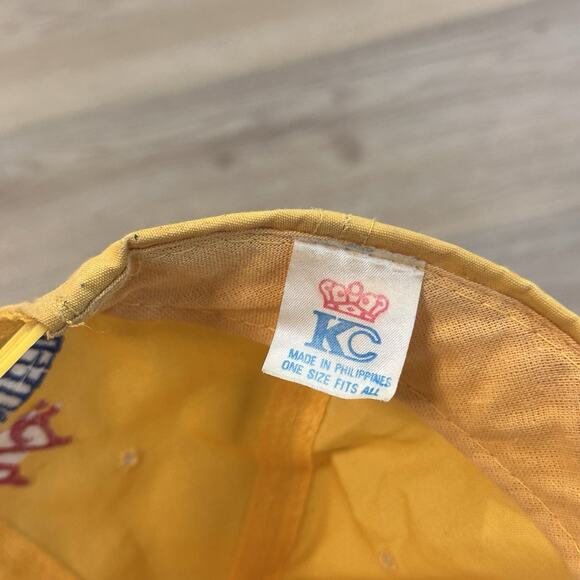 KC
MADE IN PHILIPPINES
ONE SIZE FITS ALL